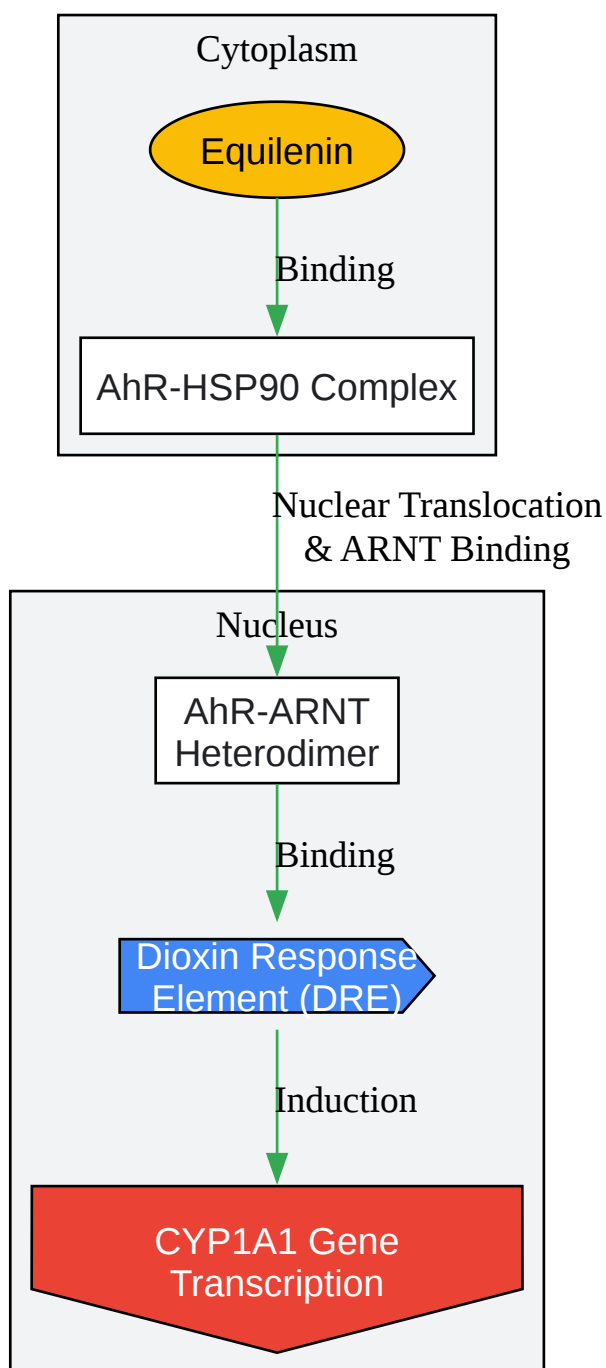 Cytoplasm
Equilenin
Binding
AhR-HSP90 Complex
Nuclear Translocation
& ARNT Binding
Nucleus
AhR-ARNT
Heterodimer
Binding
Dioxin Response
Element (DRE)
Induction
CYP1A1 Gene
Transcription